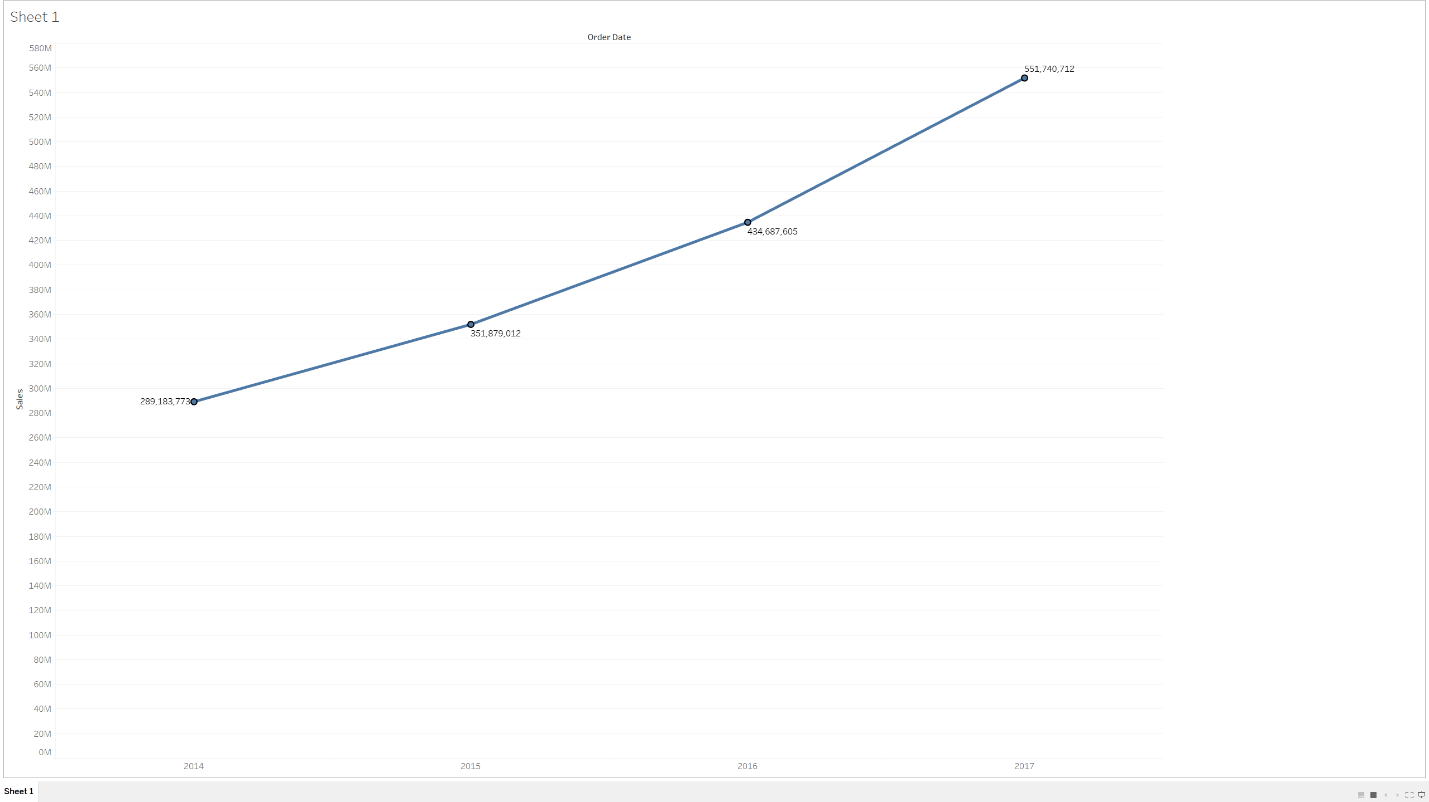 Sheet 1
Order Date
580M
560M
540M
520M
500M
480M
460M
440M
420M
400M
380M
360M
340M
320M
300M
280M
260M
240M
220M
200M
180M
160M
140M
120M
100M
80M
60M
40M
20M
0M
Sales
551,740,712
434,687,605
351,879,012
289,183,773
2014 2015 2016 2017
Sheet 1